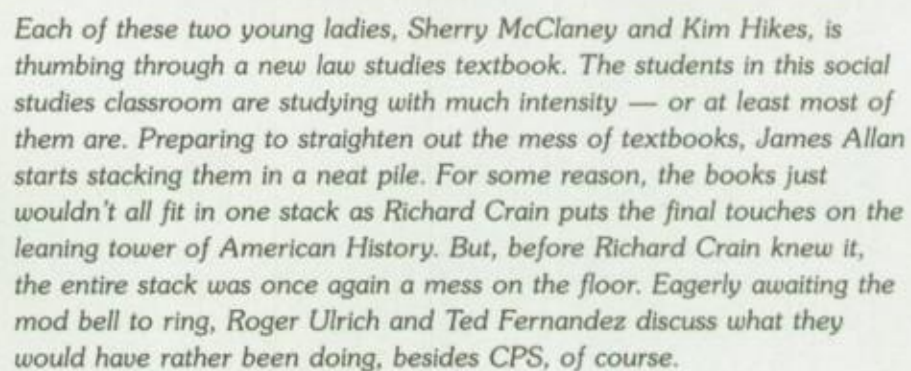 Each of these two young ladies, Sherry McClaney and Kim Hikes, is
thumbing through a new law studies textbook. The students in this social
studies classroom are studying with much intensity — or at least most of
them are. Preparing to straighten out the mess of textbooks, James Allan
starts stacking them in a neat pile. For some reason, the books just
wouldn't all fit in one stack as Richard Crain puts the final touches on the
leaning tower of American History. But, before Richard Crain knew it,
the entire stack was once again a mess on the floor. Eagerly awaiting the
mod bell to ring, Roger Ulrich and Ted Fernandez discuss what they
would have rather been doing, besides CPS, of course.